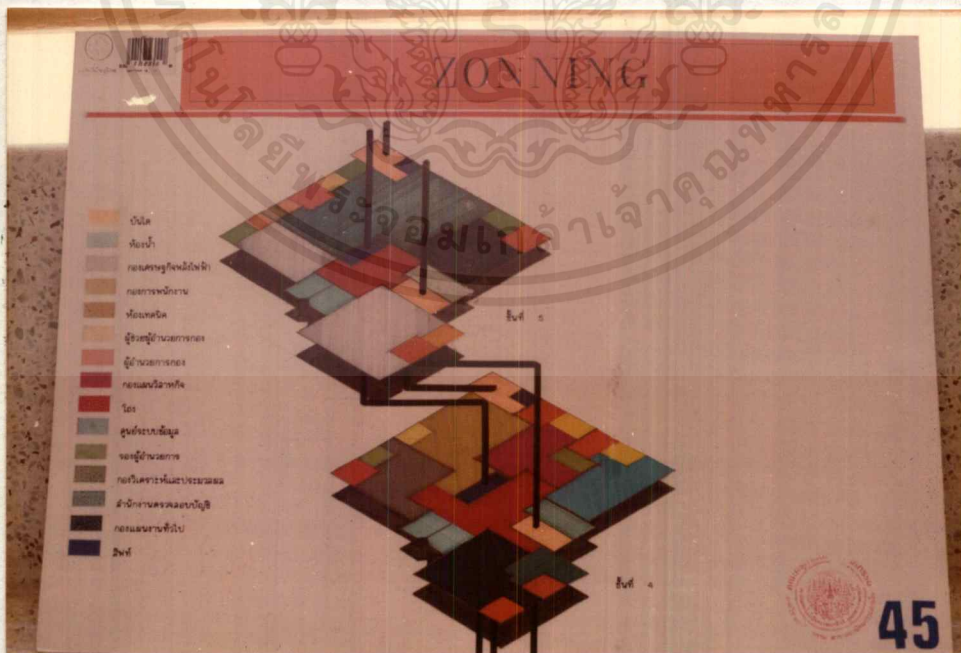 ZONNING
บันได
ห้องน้ำ
กองเศรษฐกิจพลังไฟฟ้า
กองการพนักงาน
ห้องเทคนิค
ผู้ช่วยผู้อำนวยการกอง
ผู้อำนวยการกอง
กองแผนวิสาหกิจ
โถง
ศูนย์ระบบข้อมูล
รองผู้อำนวยการ
กองวิเคราะห์และประมวลผล
สำนักงานตรวจสอบบัญชี
กองแผนงานทั่วไป
ลิฟท์
ชั้นที่ 5
ชั้นที่ 4
45